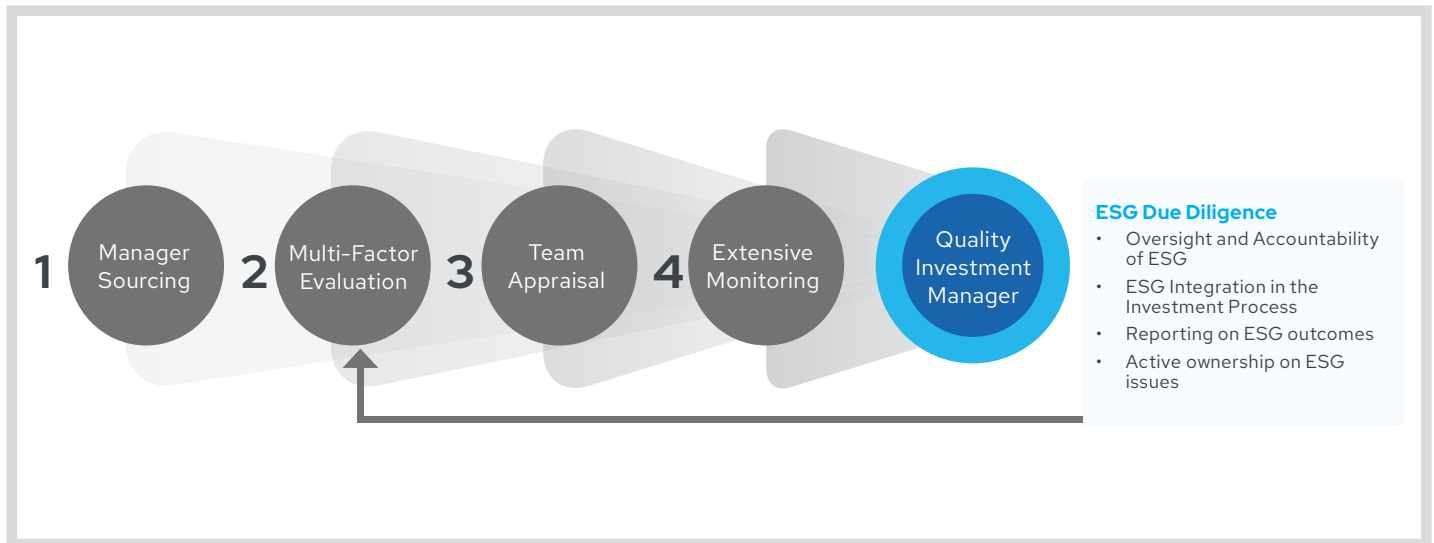 1
Manager
Sourcing
2
Multi-Factor
Evaluation
3
Team
Appraisal
4
Extensive
Monitoring
Quality
Investment
Manager
ESG Due Diligence
• Oversight and Accountability
of ESG
• ESG Integration in the
Investment Process
• Reporting on ESG outcomes
• Active ownership on ESG
issues